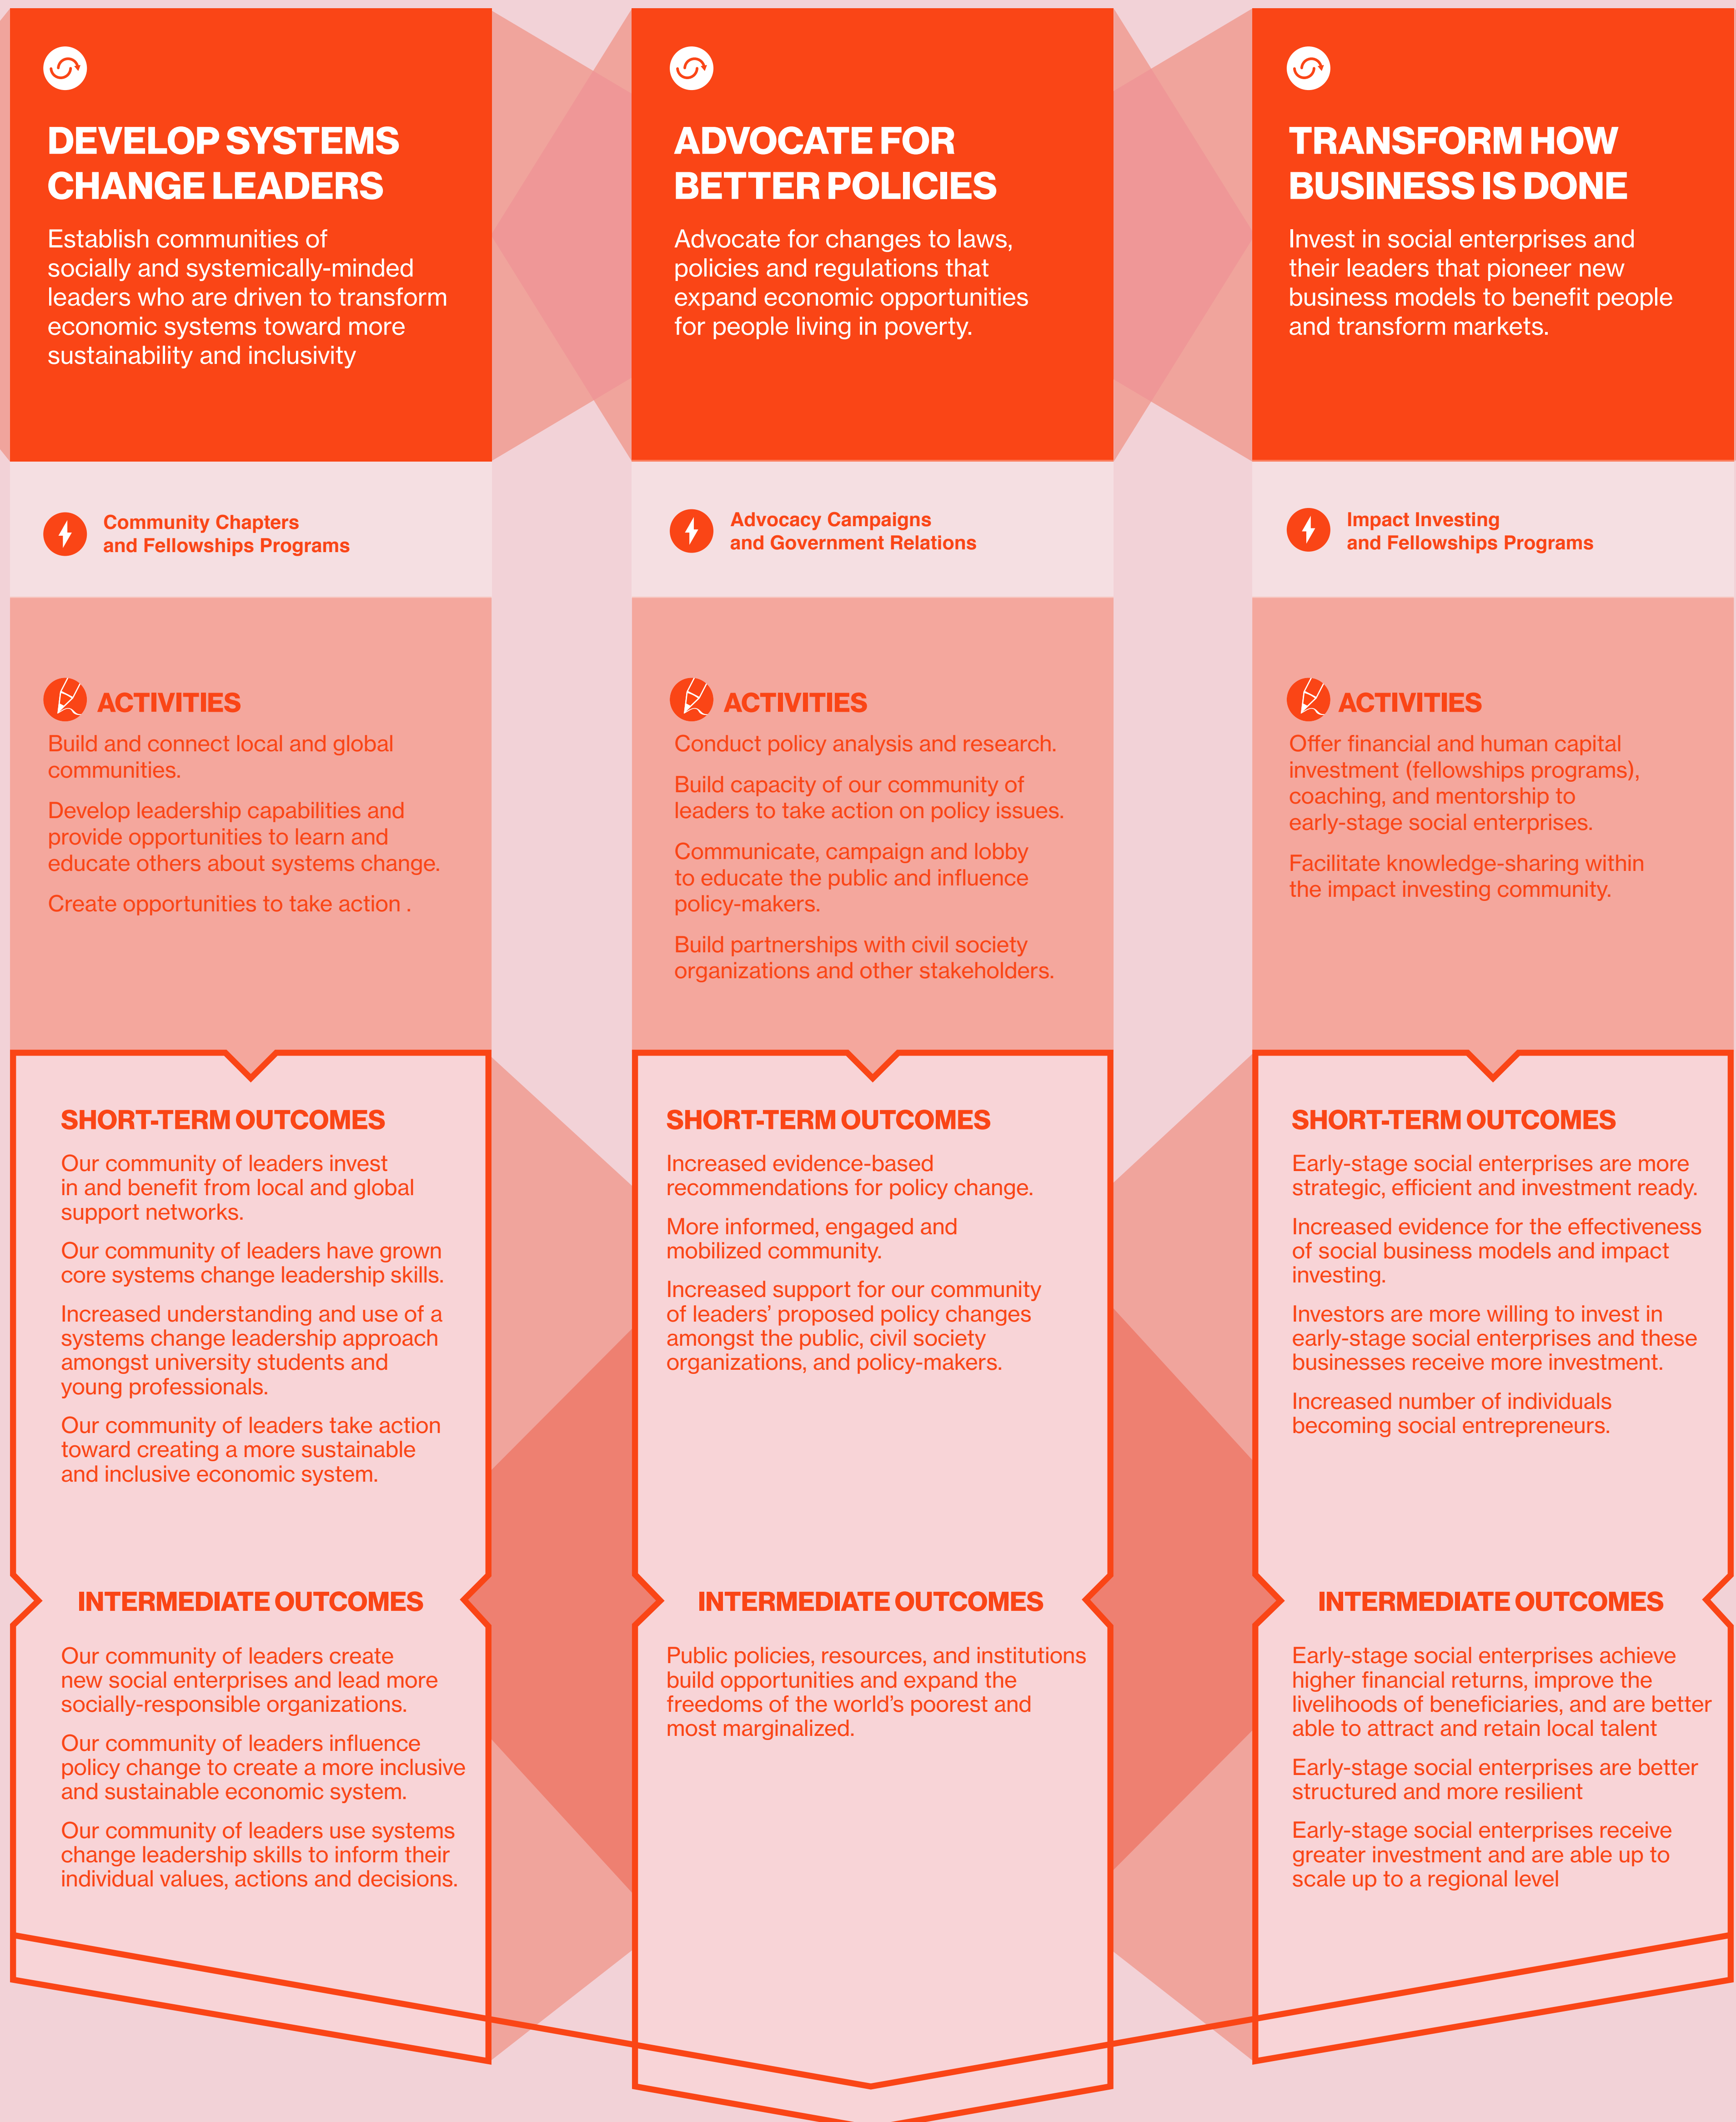 DEVELOP SYSTEMS
CHANGE LEADERS
Establish communities of
socially and systemically-minded
leaders who are driven to transform
economic systems toward more
sustainability and inclusivity
Community Chapters
and Fellowships Programs
ACTIVITIES
Build and connect local and global
communities.
Develop leadership capabilities and
provide opportunities to learn and
educate others about systems change.
Create opportunities to take action .
SHORT-TERM OUTCOMES
Our community of leaders invest
in and benefit from local and global
support networks.
Our community of leaders have grown
core systems change leadership skills.
Increased understanding and use of a
systems change leadership approach
amongst university students and
young professionals.
Our community of leaders take action
toward creating a more sustainable
and inclusive economic system.
INTERMEDIATE OUTCOMES
Our community of leaders create
new social enterprises and lead more
socially-responsible organizations.
Our community of leaders influence
policy change to create a more inclusive
and sustainable economic system.
Our community of leaders use systems
change leadership skills to inform their
individual values, actions and decisions.
ADVOCATE FOR
BETTER POLICIES
Advocate for changes to laws,
policies and regulations that
expand economic opportunities
for people living in poverty.
Advocacy Campaigns
and Government Relations
ACTIVITIES
Conduct policy analysis and research.
Build capacity of our community of
leaders to take action on policy issues.
Communicate, campaign and lobby
to educate the public and influence
policy-makers.
Build partnerships with civil society
organizations and other stakeholders.
SHORT-TERM OUTCOMES
Increased evidence-based
recommendations for policy change.
More informed, engaged and
mobilized community.
Increased support for our community
of leaders’ proposed policy changes
amongst the public, civil society
organizations, and policy-makers.
INTERMEDIATE OUTCOMES
Public policies, resources, and institutions
build opportunities and expand the
freedoms of the world’s poorest and
most marginalized.
TRANSFORM HOW
BUSINESS IS DONE
Invest in social enterprises and
their leaders that pioneer new
business models to benefit people
and transform markets.
Impact Investing
and Fellowships Programs
ACTIVITIES
Offer financial and human capital
investment (fellowships programs),
coaching, and mentorship to
early-stage social enterprises.
Facilitate knowledge-sharing within
the impact investing community.
SHORT-TERM OUTCOMES
Early-stage social enterprises are more
strategic, efficient and investment ready.
Increased evidence for the effectiveness
of social business models and impact
investing.
Investors are more willing to invest in
early-stage social enterprises and these
businesses receive more investment.
Increased number of individuals
becoming social entrepreneurs.
INTERMEDIATE OUTCOMES
Early-stage social enterprises achieve
higher financial returns, improve the
livelihoods of beneficiaries, and are better
able to attract and retain local talent
Early-stage social enterprises are better
structured and more resilient
Early-stage social enterprises receive
greater investment and are able up to
scale up to a regional level